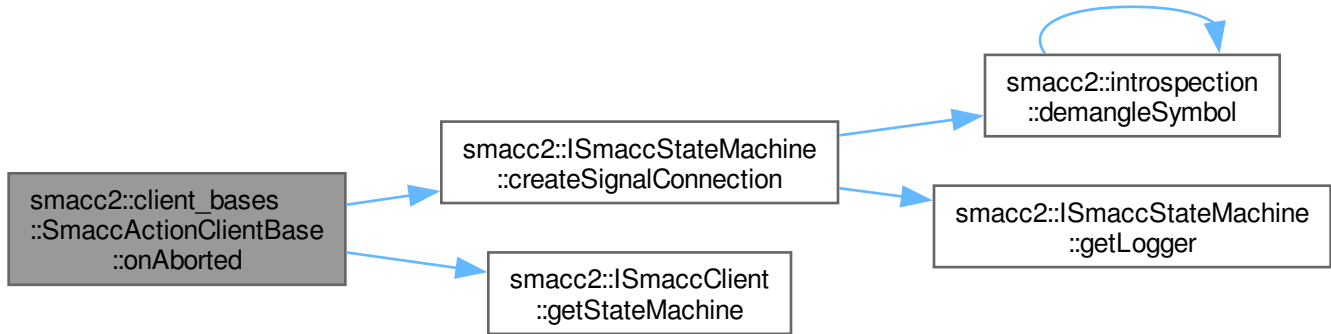 smacc2::client_bases
::SmaccActionClientBase
::onAborted
smacc2::ISmaccStateMachine
::createSignalConnection
smacc2::introspection
::demangleSymbol
smacc2::ISmaccStateMachine
::getLogger
smacc2::ISmaccClient
::getStateMachine